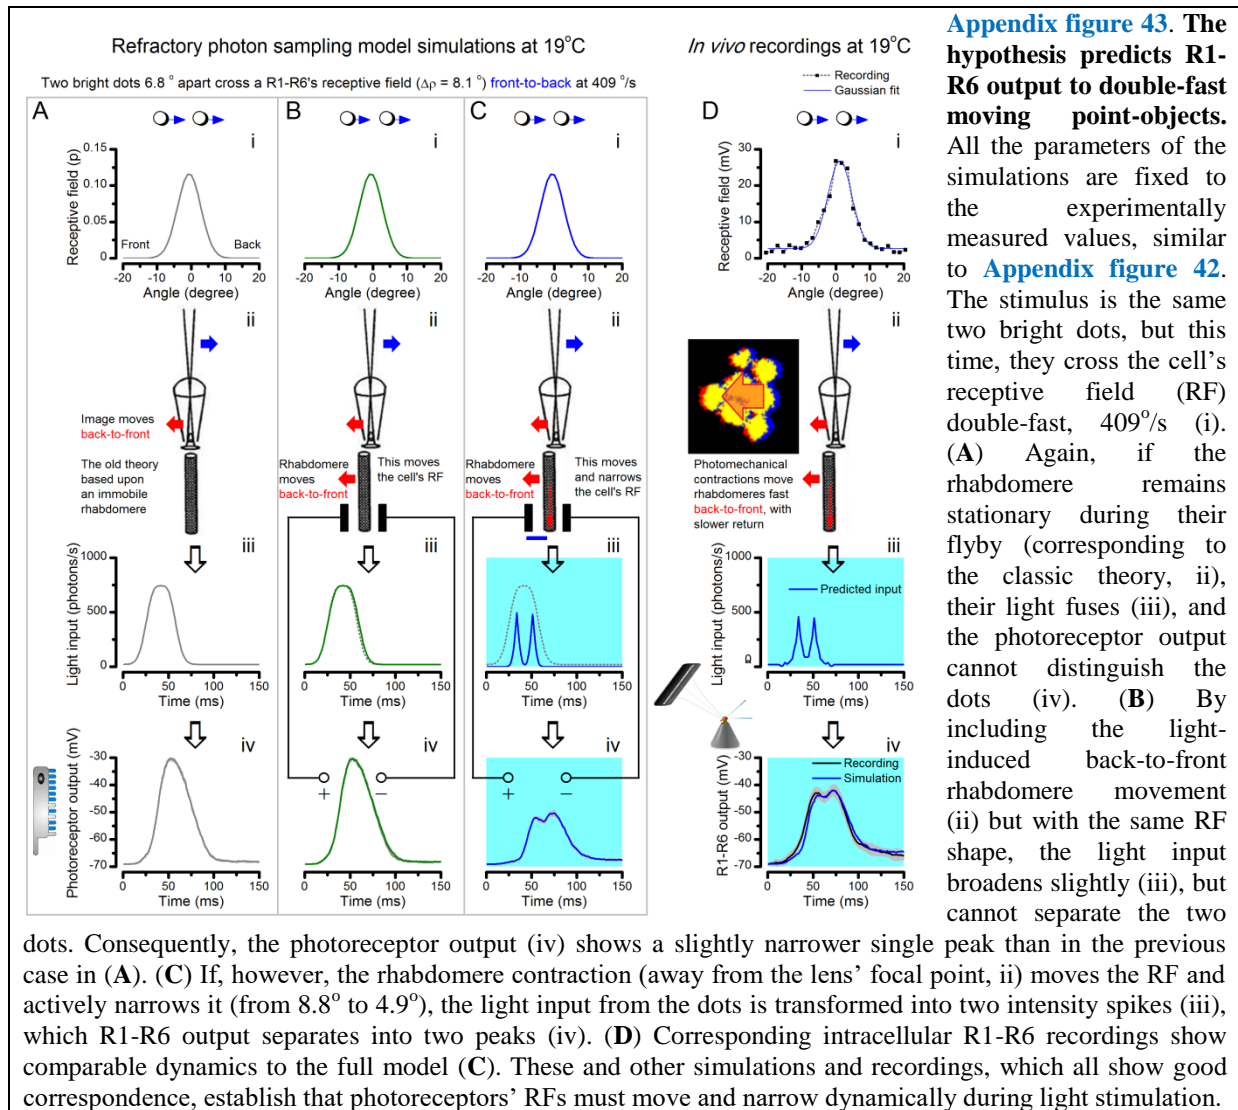 Refractory photon sampling model simulations at 19°C
In vivo recordings at 19°C
Two bright dots 6.8 ° apart cross a R1-R6's receptive field (Δρ = 8.1 °) front-to-back at 409 °/s
Recording
Gaussian fit
A
i
Receptive field (p)
0.15
0.10
0.05
0
Front
Back
-20 -10 0 10 20
Angle (degree)
ii
Image moves
back-to-front
The old theory
based upon
an immobile
rhabdomere
iii
Light input (photons/s)
1000
500
0
0 50 100 150
Time (ms)
iv
Photoreceptor output (mV)
-30
-40
-50
-60
-70
0 50 100 150
Time (ms)
B
i
-20 -10 0 10 20
Angle (degree)
ii
Rhabdomere
moves
back-to-front
This moves
the cell's RF
iii
0 50 100 150
Time (ms)
iv
+ −
0 50 100 150
Time (ms)
C
i
-20 -10 0 10 20
Angle (degree)
ii
Rhabdomere
moves
back-to-front
This moves
and narrows
the cell's RF
iii
0 50 100 150
Time (ms)
iv
+ −
0 50 100 150
Time (ms)
D
i
Receptive field (mV)
30
20
10
0
-20 -10 0 10 20
Angle (degree)
ii
Photomechanical
contractions move
rhabdomeres fast
back-to-front, with
slower return
iii
Light input (photons/s)
1000
500
0
Predicted input
0 50 100 150
Time (ms)
iv
Recording
Simulation
R1-R6 output (mV)
-30
-40
-50
-60
-70
0 50 100 150
Time (ms)
Appendix figure 43. The
hypothesis predicts R1-
R6 output to double-fast
moving point-objects.
All the parameters of the
simulations are fixed to
the experimentally
measured values, similar
to Appendix figure 42.
The stimulus is the same
two bright dots, but this
time, they cross the cell's
receptive field (RF)
double-fast, 409°/s (i).
(A) Again, if the
rhabdomere remains
stationary during their
flyby (corresponding to
the classic theory, ii),
their light fuses (iii), and
the photoreceptor output
cannot distinguish the
dots (iv). (B) By
including the light-
induced back-to-front
rhabdomere movement
(ii) but with the same RF
shape, the light input
broadens slightly (iii), but
cannot separate the two
dots. Consequently, the photoreceptor output (iv) shows a slightly narrower single peak than in the previous
case in (A). (C) If, however, the rhabdomere contraction (away from the lens' focal point, ii) moves the RF and
actively narrows it (from 8.8° to 4.9°), the light input from the dots is transformed into two intensity spikes (iii),
which R1-R6 output separates into two peaks (iv). (D) Corresponding intracellular R1-R6 recordings show
comparable dynamics to the full model (C). These and other simulations and recordings, which all show good
correspondence, establish that photoreceptors' RFs must move and narrow dynamically during light stimulation.